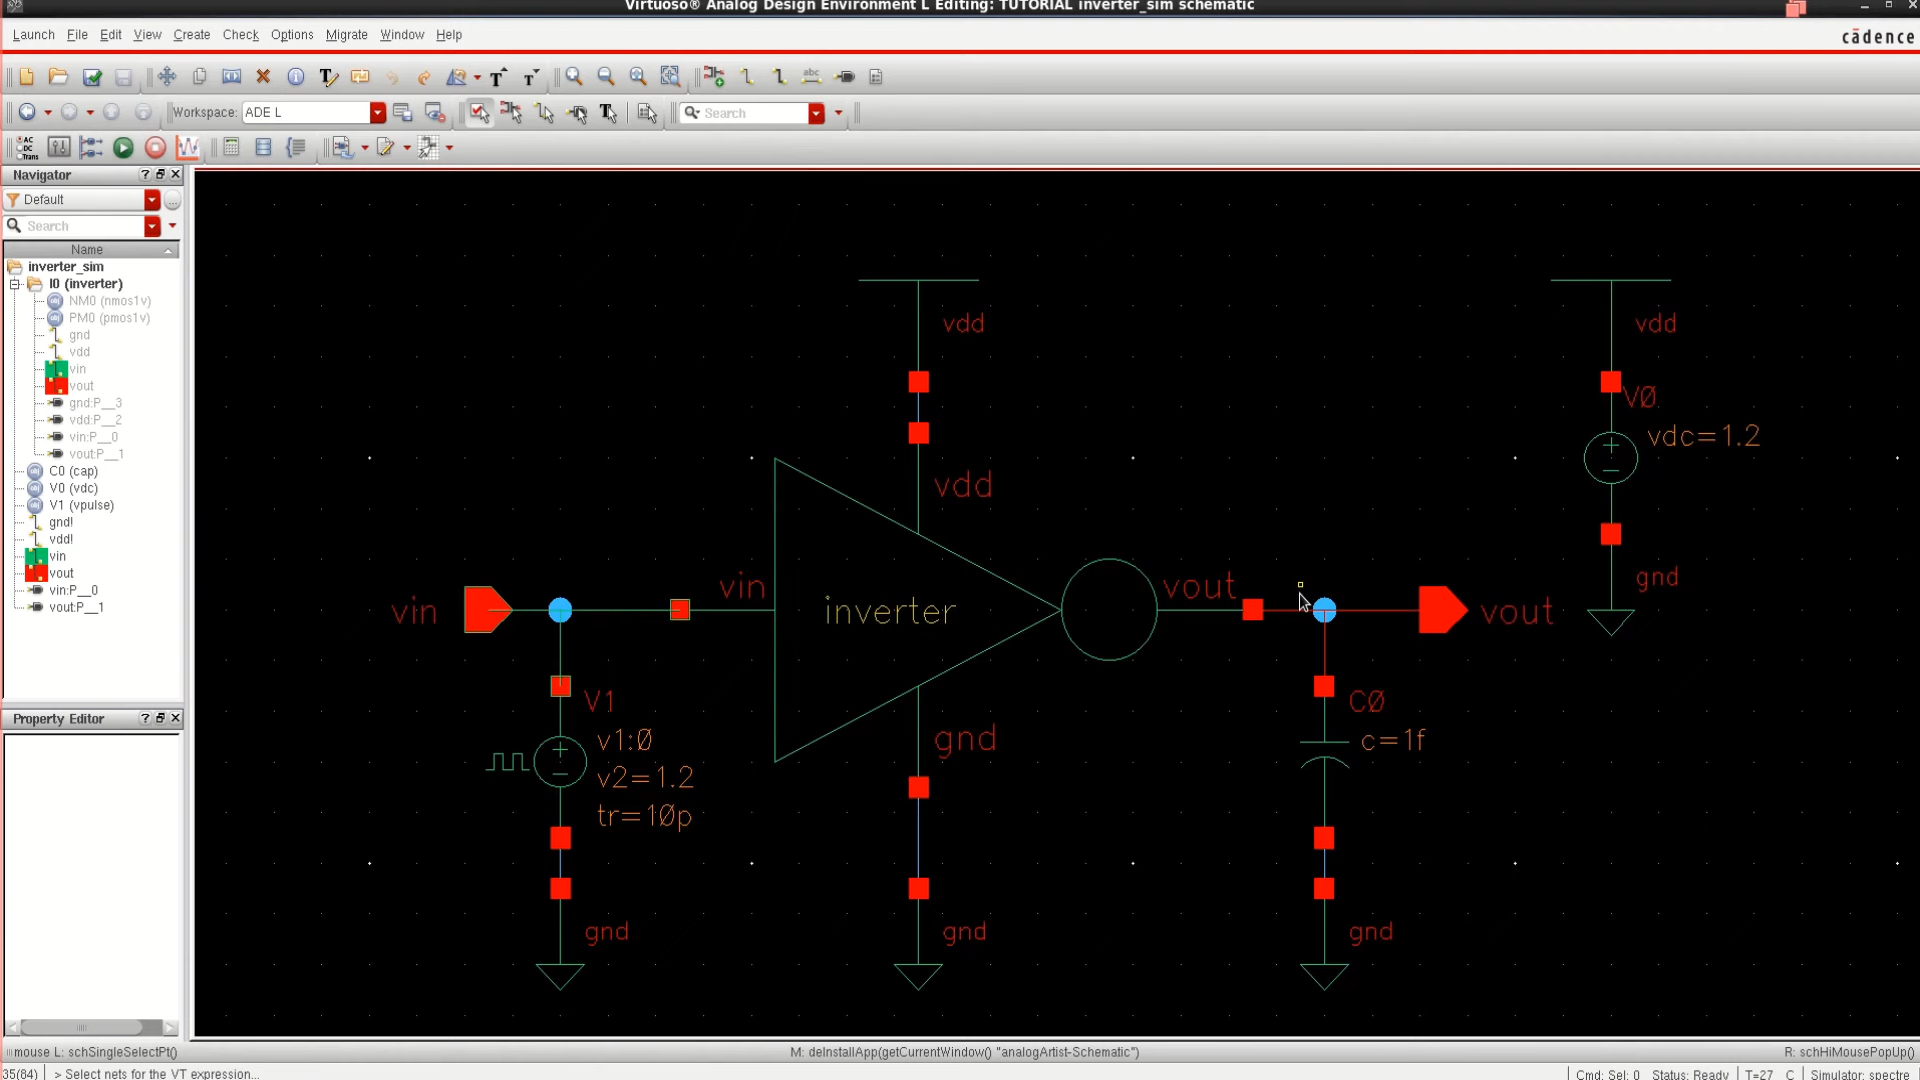 Virtuoso® Analog Design Environment L Editing: TUTORIAL inverter_sim schematic
Launch File Edit View Create Check Options Migrate Window Help
cādence
Workspace: ADE L
Search
AC
DC
Trans
Navigator
Default
Search
Name
inverter_sim
I0 (inverter)
NM0 (nmos1v)
PM0 (pmos1v)
gnd
vdd
vin
vout
gnd:P__3
vdd:P__2
vin:P__0
vout:P__1
C0 (cap)
V0 (vdc)
V1 (vpulse)
gnd!
vdd!
vin
vout
vin:P__0
vout:P__1
Property Editor
vdd
vdd
V0
vdc=1.2
vdd
gnd
vin
vin
inverter
vout
vout
V1
v1:0
v2=1.2
tr=10p
gnd
C0
c=1f
gnd
gnd
gnd
mouse L: schSingleSelectPt()
M: deInstallApp(getCurrentWindow() "analogArtist-Schematic")
R: schHiMousePopUp()
35(84) > Select nets for the VT expression...
Cmd: Sel: 0 Status: Ready T=27 C Simulator: spectre